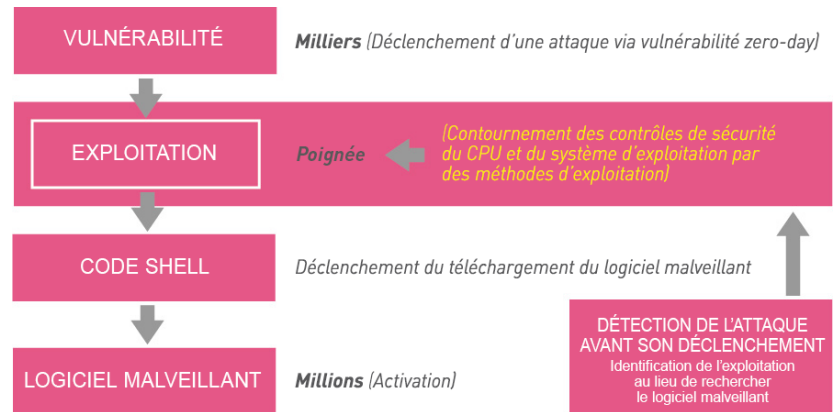 VULNÉRABILITÉ
Milliers (Déclenchement d'une attaque via vulnérabilité zero-day)
EXPLOITATION
Poignée
(Contournement des contrôles de sécurité
du CPU et du système d'exploitation par
des méthodes d'exploitation)
CODE SHELL
Déclenchement du téléchargement du logiciel malveillant
LOGICIEL MALVEILLANT
Millions (Activation)
DÉTECTION DE L'ATTAQUE
AVANT SON DÉCLENCHEMENT
Identification de l'exploitation
au lieu de rechercher
le logiciel malveillant